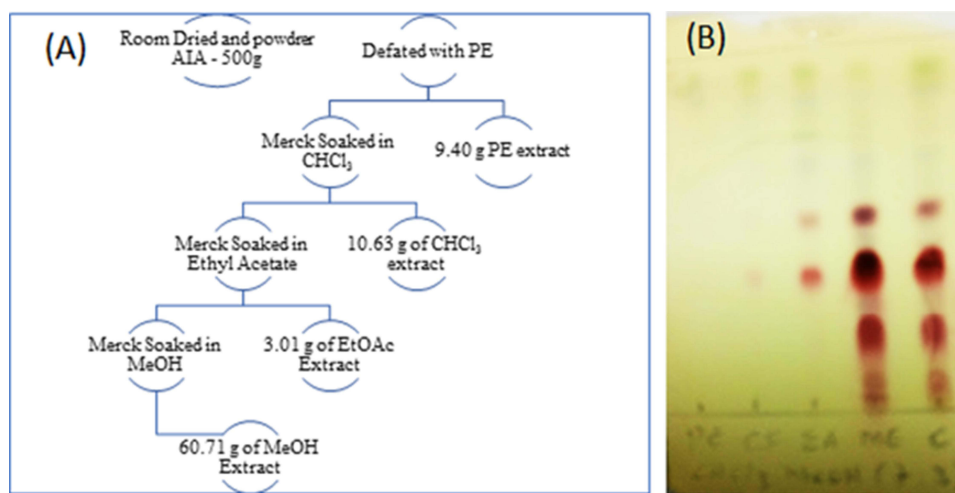 (A)
Room Dried and powdrer
AIA - 500g
Defated with PE
Merck Soaked in
CHCl₃
9.40 g PE extract
Merck Soaked in
Ethyl Acetate
10.63 g of CHCl₃
extract
Merck Soaked in
MeOH
3.01 g of EtOAc
Extract
60.71 g of MeOH
Extract
(B)
EA ME C